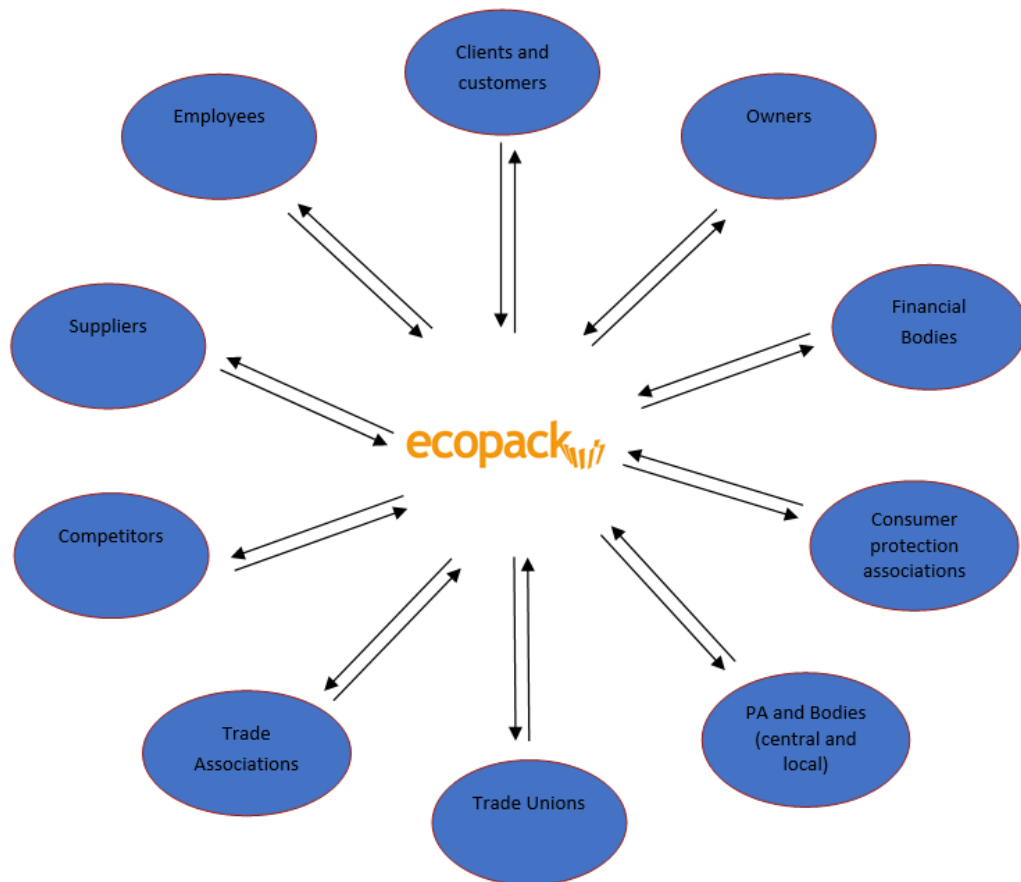 Clients and
customers
Employees
Owners
Suppliers
Financial
Bodies
ecopack
Competitors
Consumer
protection
associations
Trade
Associations
PA and Bodies
(central and
local)
Trade Unions